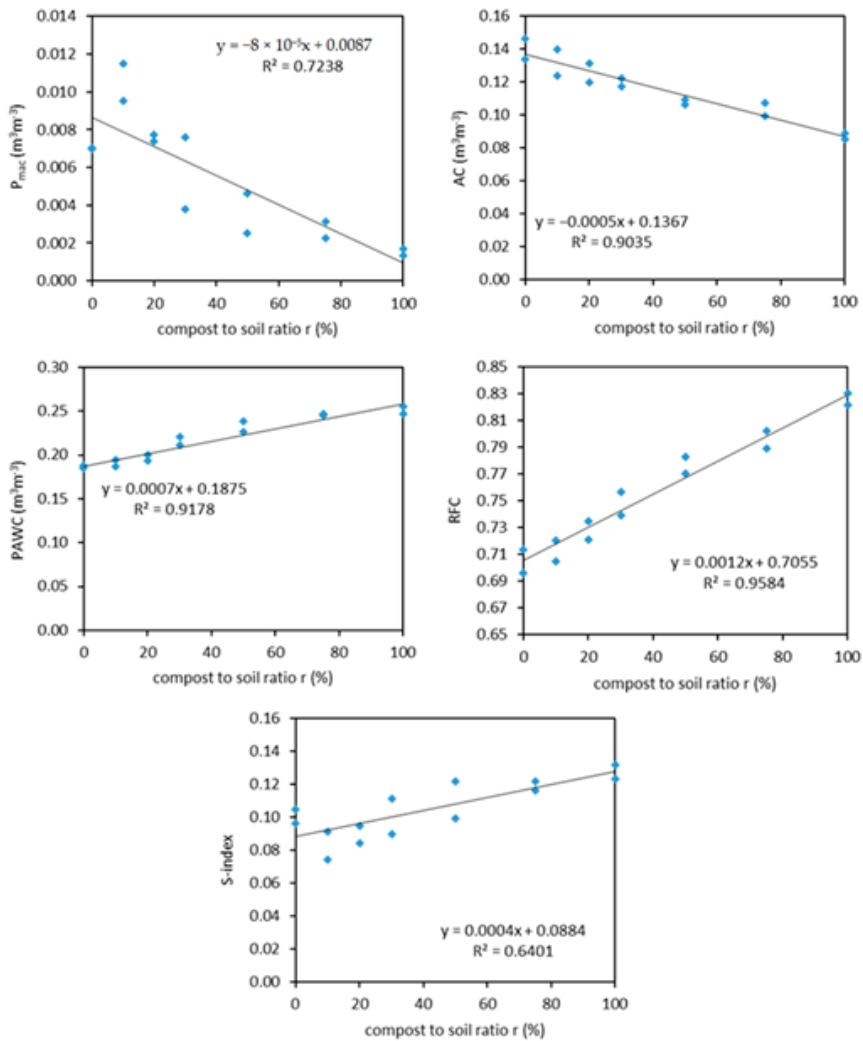 0.014
0.012
0.010
0.008
0.006
0.004
0.002
0.000
P_mac (m³m⁻³)
y = −8 × 10⁻⁵x + 0.0087
R² = 0.7238
0 20 40 60 80 100
compost to soil ratio r (%)
0.16
0.14
0.12
0.10
0.08
0.06
0.04
0.02
0.00
AC (m³m⁻³)
y = −0.0005x + 0.1367
R² = 0.9035
0 20 40 60 80 100
compost to soil ratio r (%)
0.30
0.25
0.20
0.15
0.10
0.05
0.00
PAWC (m³m⁻³)
y = 0.0007x + 0.1875
R² = 0.9178
0 20 40 60 80 100
compost to soil ratio r (%)
0.85
0.83
0.81
0.79
0.77
0.75
0.73
0.71
0.69
0.67
0.65
RFC
y = 0.0012x + 0.7055
R² = 0.9584
0 20 40 60 80 100
compost to soil ratio r (%)
0.16
0.14
0.12
0.10
0.08
0.06
0.04
0.02
0.00
S-index
y = 0.0004x + 0.0884
R² = 0.6401
0 20 40 60 80 100
compost to soil ratio r (%)